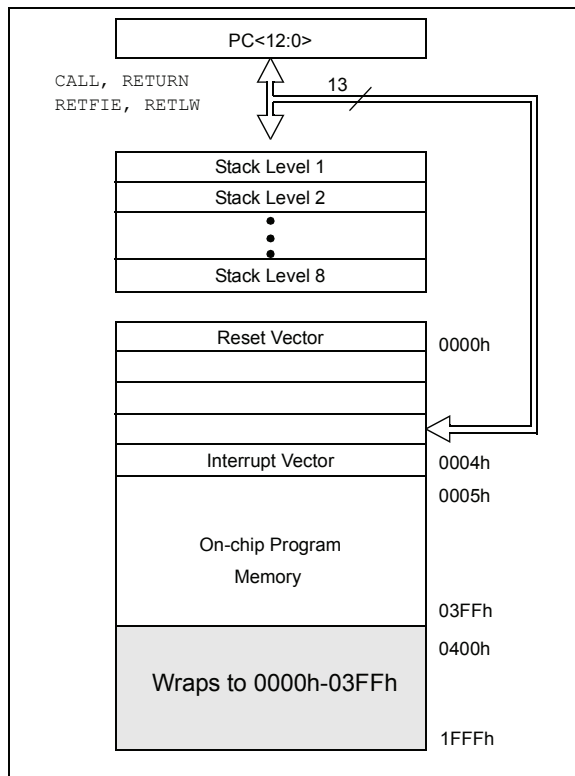 PC<12:0>
CALL, RETURN
RETFIE, RETLW
13
Stack Level 1
Stack Level 2
Stack Level 8
Reset Vector
0000h
Interrupt Vector
0004h
0005h
On-chip Program
Memory
03FFh
0400h
Wraps to 0000h-03FFh
1FFFh